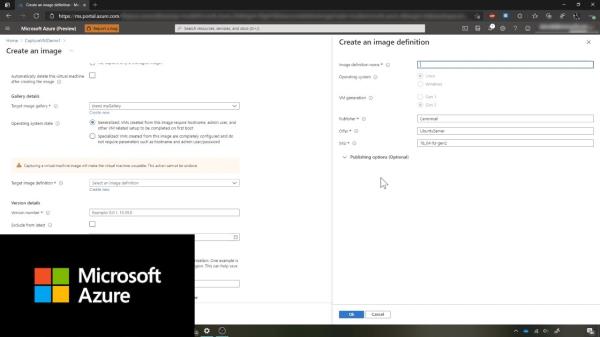 Create an image definition - M
https://ms.portal.azure.com/
Microsoft Azure (Preview)
Report a bug
Search resources, services, and docs (G+/)
Home > CaptureVMDemo1 >
Create an image
Automatically delete this virtual machine
after creating the image
Gallery details
Target image gallery *
(new) myGallery
Create new
Operating system state
Generalized: VMs created from this image require hostname, admin user, and
other VM related setup to be completed on first boot
Specialized: VMs created from this image are completely configured and do
not require parameters such as hostname and admin user/password
Capturing a virtual machine image will make the virtual machine unusable. This action cannot be undone.
Target image definition *
Select an image definition
Create new
Version details
Version number *
Example: 0.0.1, 15.35.0
Exclude from latest
Microsoft
Azure
Create an image definition
Image definition name *
Operating system
Linux
Windows
VM generation
Gen 1
Gen 2
Publisher *
Canonical
Offer *
UbuntuServer
SKU *
18_04-lts-gen2
Publishing options (Optional)
Ok
Cancel